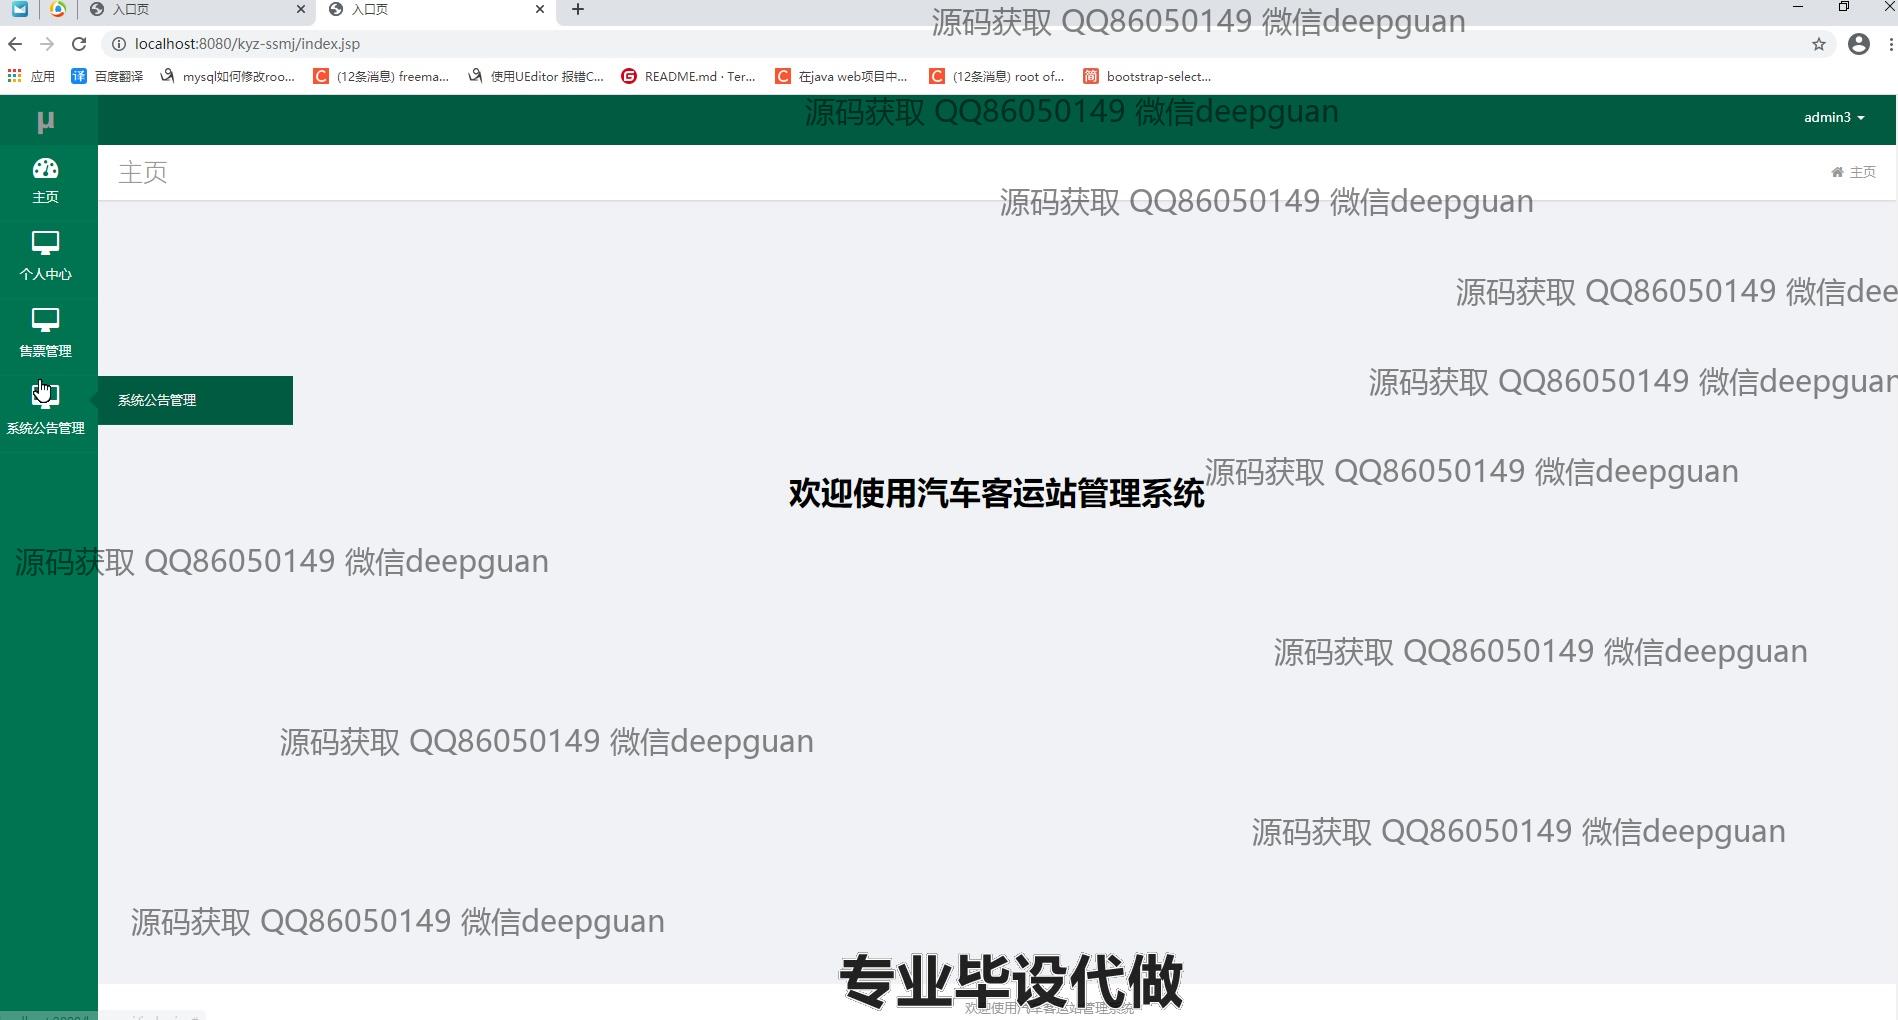 入口页
入口页
源码获取 QQ86050149 微信deepguan
localhost:8080/kyz-ssmj/index.jsp
应用
百度翻译
mysql如何修改roo...
(12条消息) freema...
使用UEditor 报错C...
README.md · Ter...
在java web项目中...
(12条消息) root of...
bootstrap-select...
μ
源码获取 QQ86050149 微信deepguan
admin3
主页
主页
主页
源码获取 QQ86050149 微信deepguan
个人中心
源码获取 QQ86050149 微信dee
售票管理
源码获取 QQ86050149 微信deepguan
系统公告管理
系统公告管理
源码获取 QQ86050149 微信deepguan
欢迎使用汽车客运站管理系统
源码获取 QQ86050149 微信deepguan
源码获取 QQ86050149 微信deepguan
源码获取 QQ86050149 微信deepguan
源码获取 QQ86050149 微信deepguan
源码获取 QQ86050149 微信deepguan
专业毕设代做
欢迎使用汽车客运站管理系统